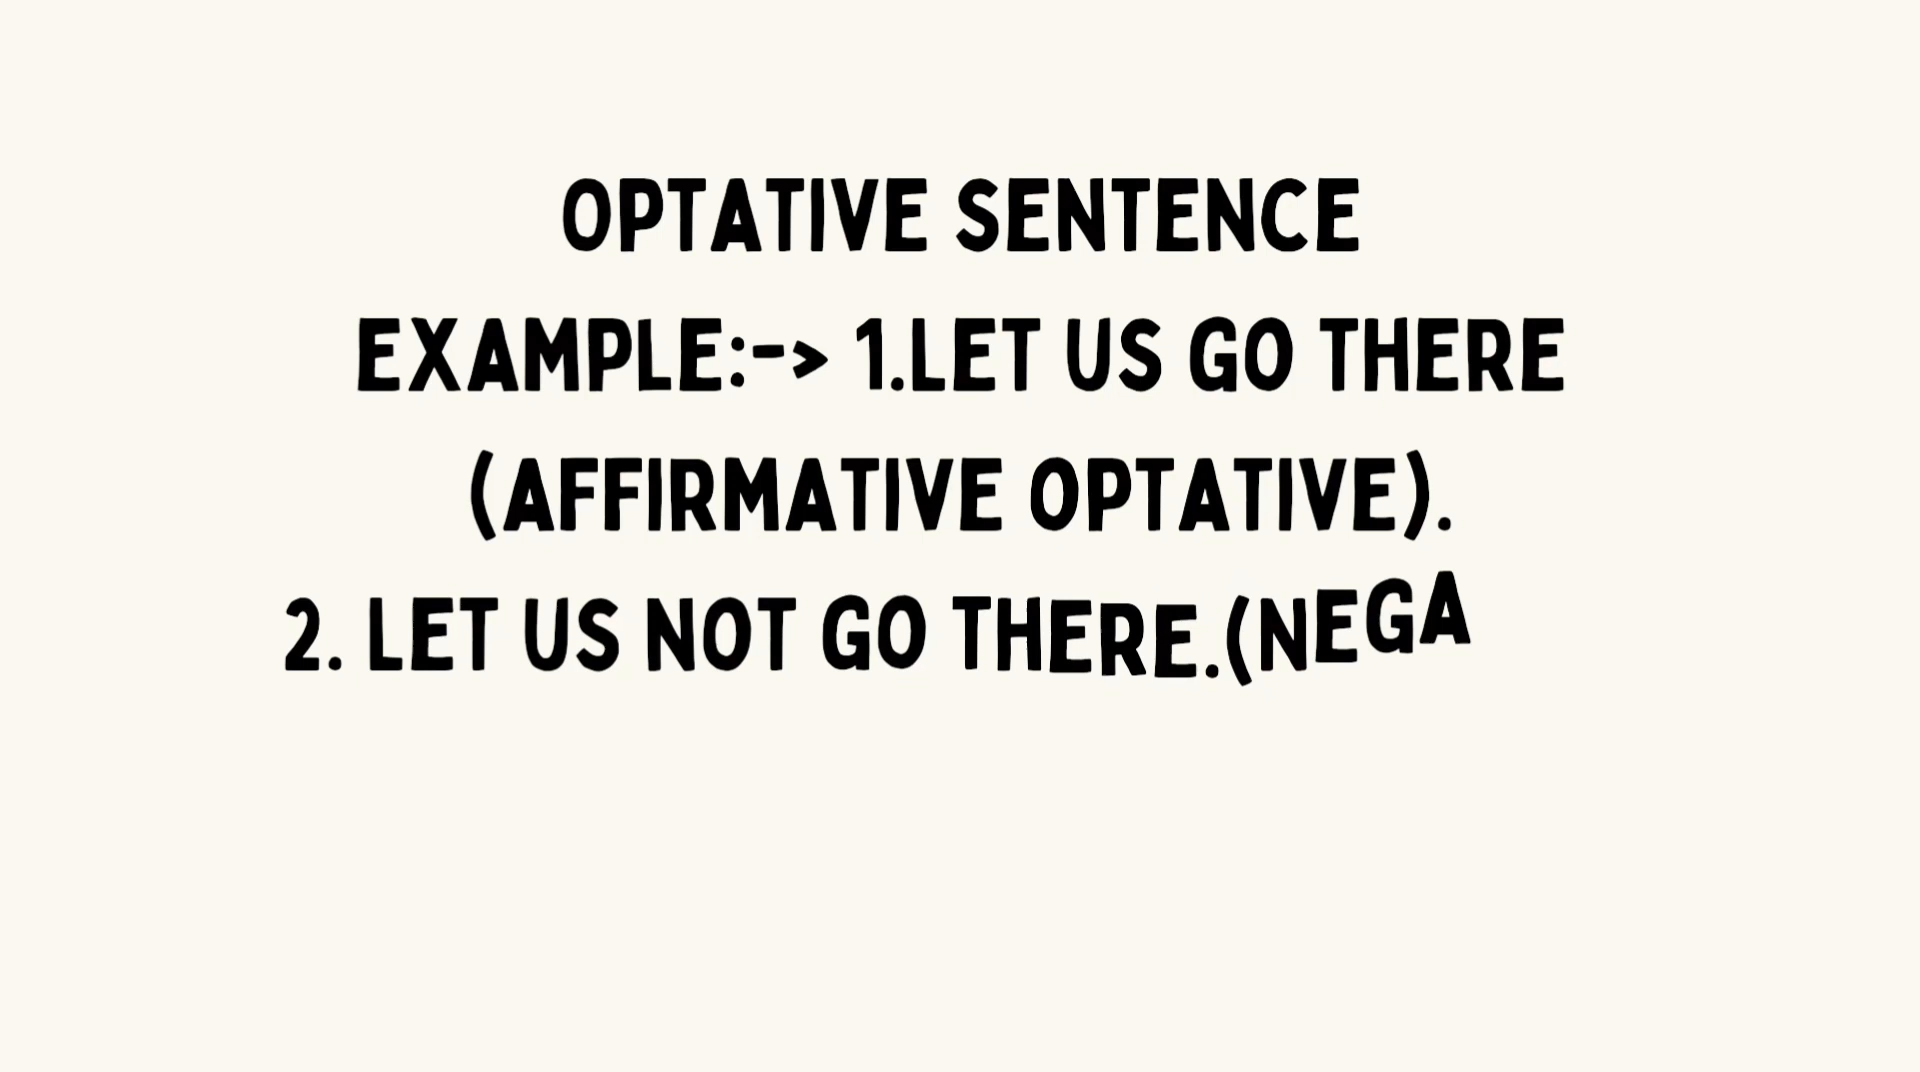 OPTATIVE SENTENCE
EXAMPLE:-> 1.LET US GO THERE
(AFFIRMATIVE OPTATIVE).
2. LET US NOT GO THERE.(NEGA